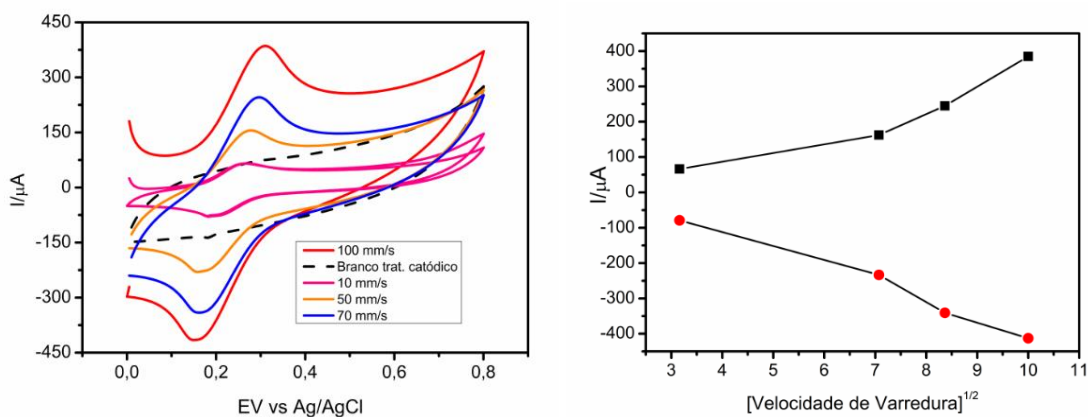 450
300
150
0
-150
-300
-450
I/μA
100 mm/s
Branco trat. catódico
10 mm/s
50 mm/s
70 mm/s
0,0 0,2 0,4 0,6 0,8
EV vs Ag/AgCl
400
300
200
100
0
-100
-200
-300
-400
I/μA
3 4 5 6 7 8 9 10 11
[Velocidade de Varredura]1/2